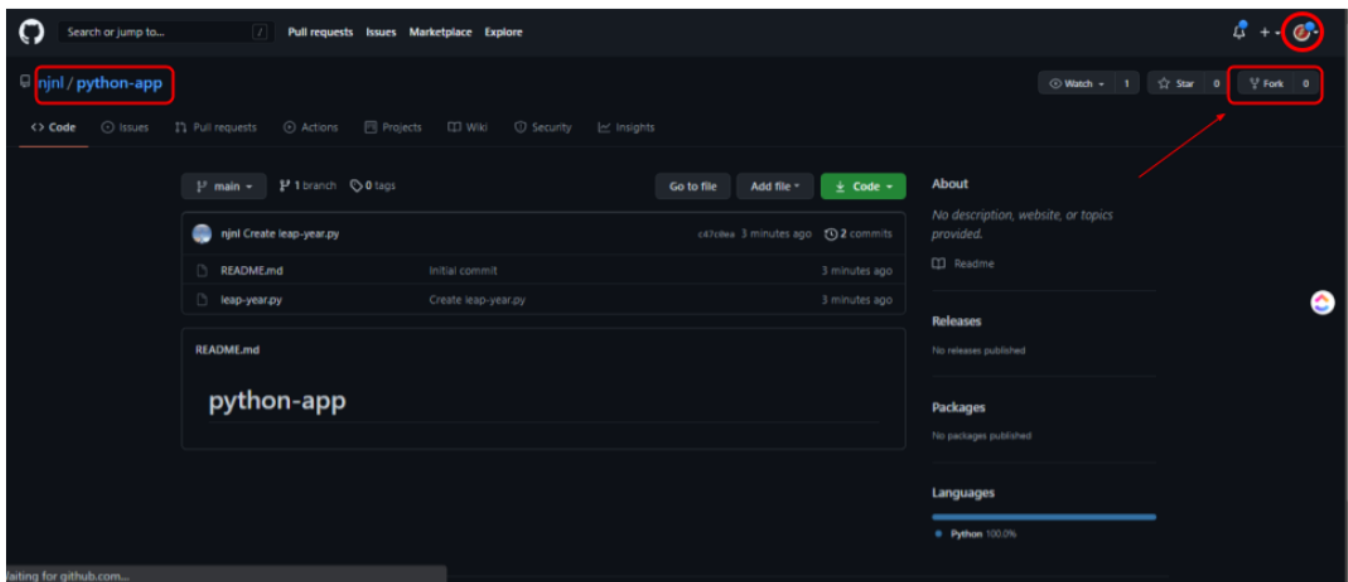 Search or jump to... / Pull requests Issues Marketplace Explore
njnl / python-app Watch 1 Star 0 Fork 0
Code Issues Pull requests Actions Projects Wiki Security Insights
main 1 branch 0 tags Go to file Add file Code
About
No description, website, or topics
provided.
Readme
njnl Create leap-year.py 3 minutes ago 2 commits
README.md Initial commit 3 minutes ago
leap-year.py Create leap-year.py 3 minutes ago
Releases
No releases published
README.md
python-app
Packages
No packages published
Languages
Python 100.0%
Waiting for github.com...